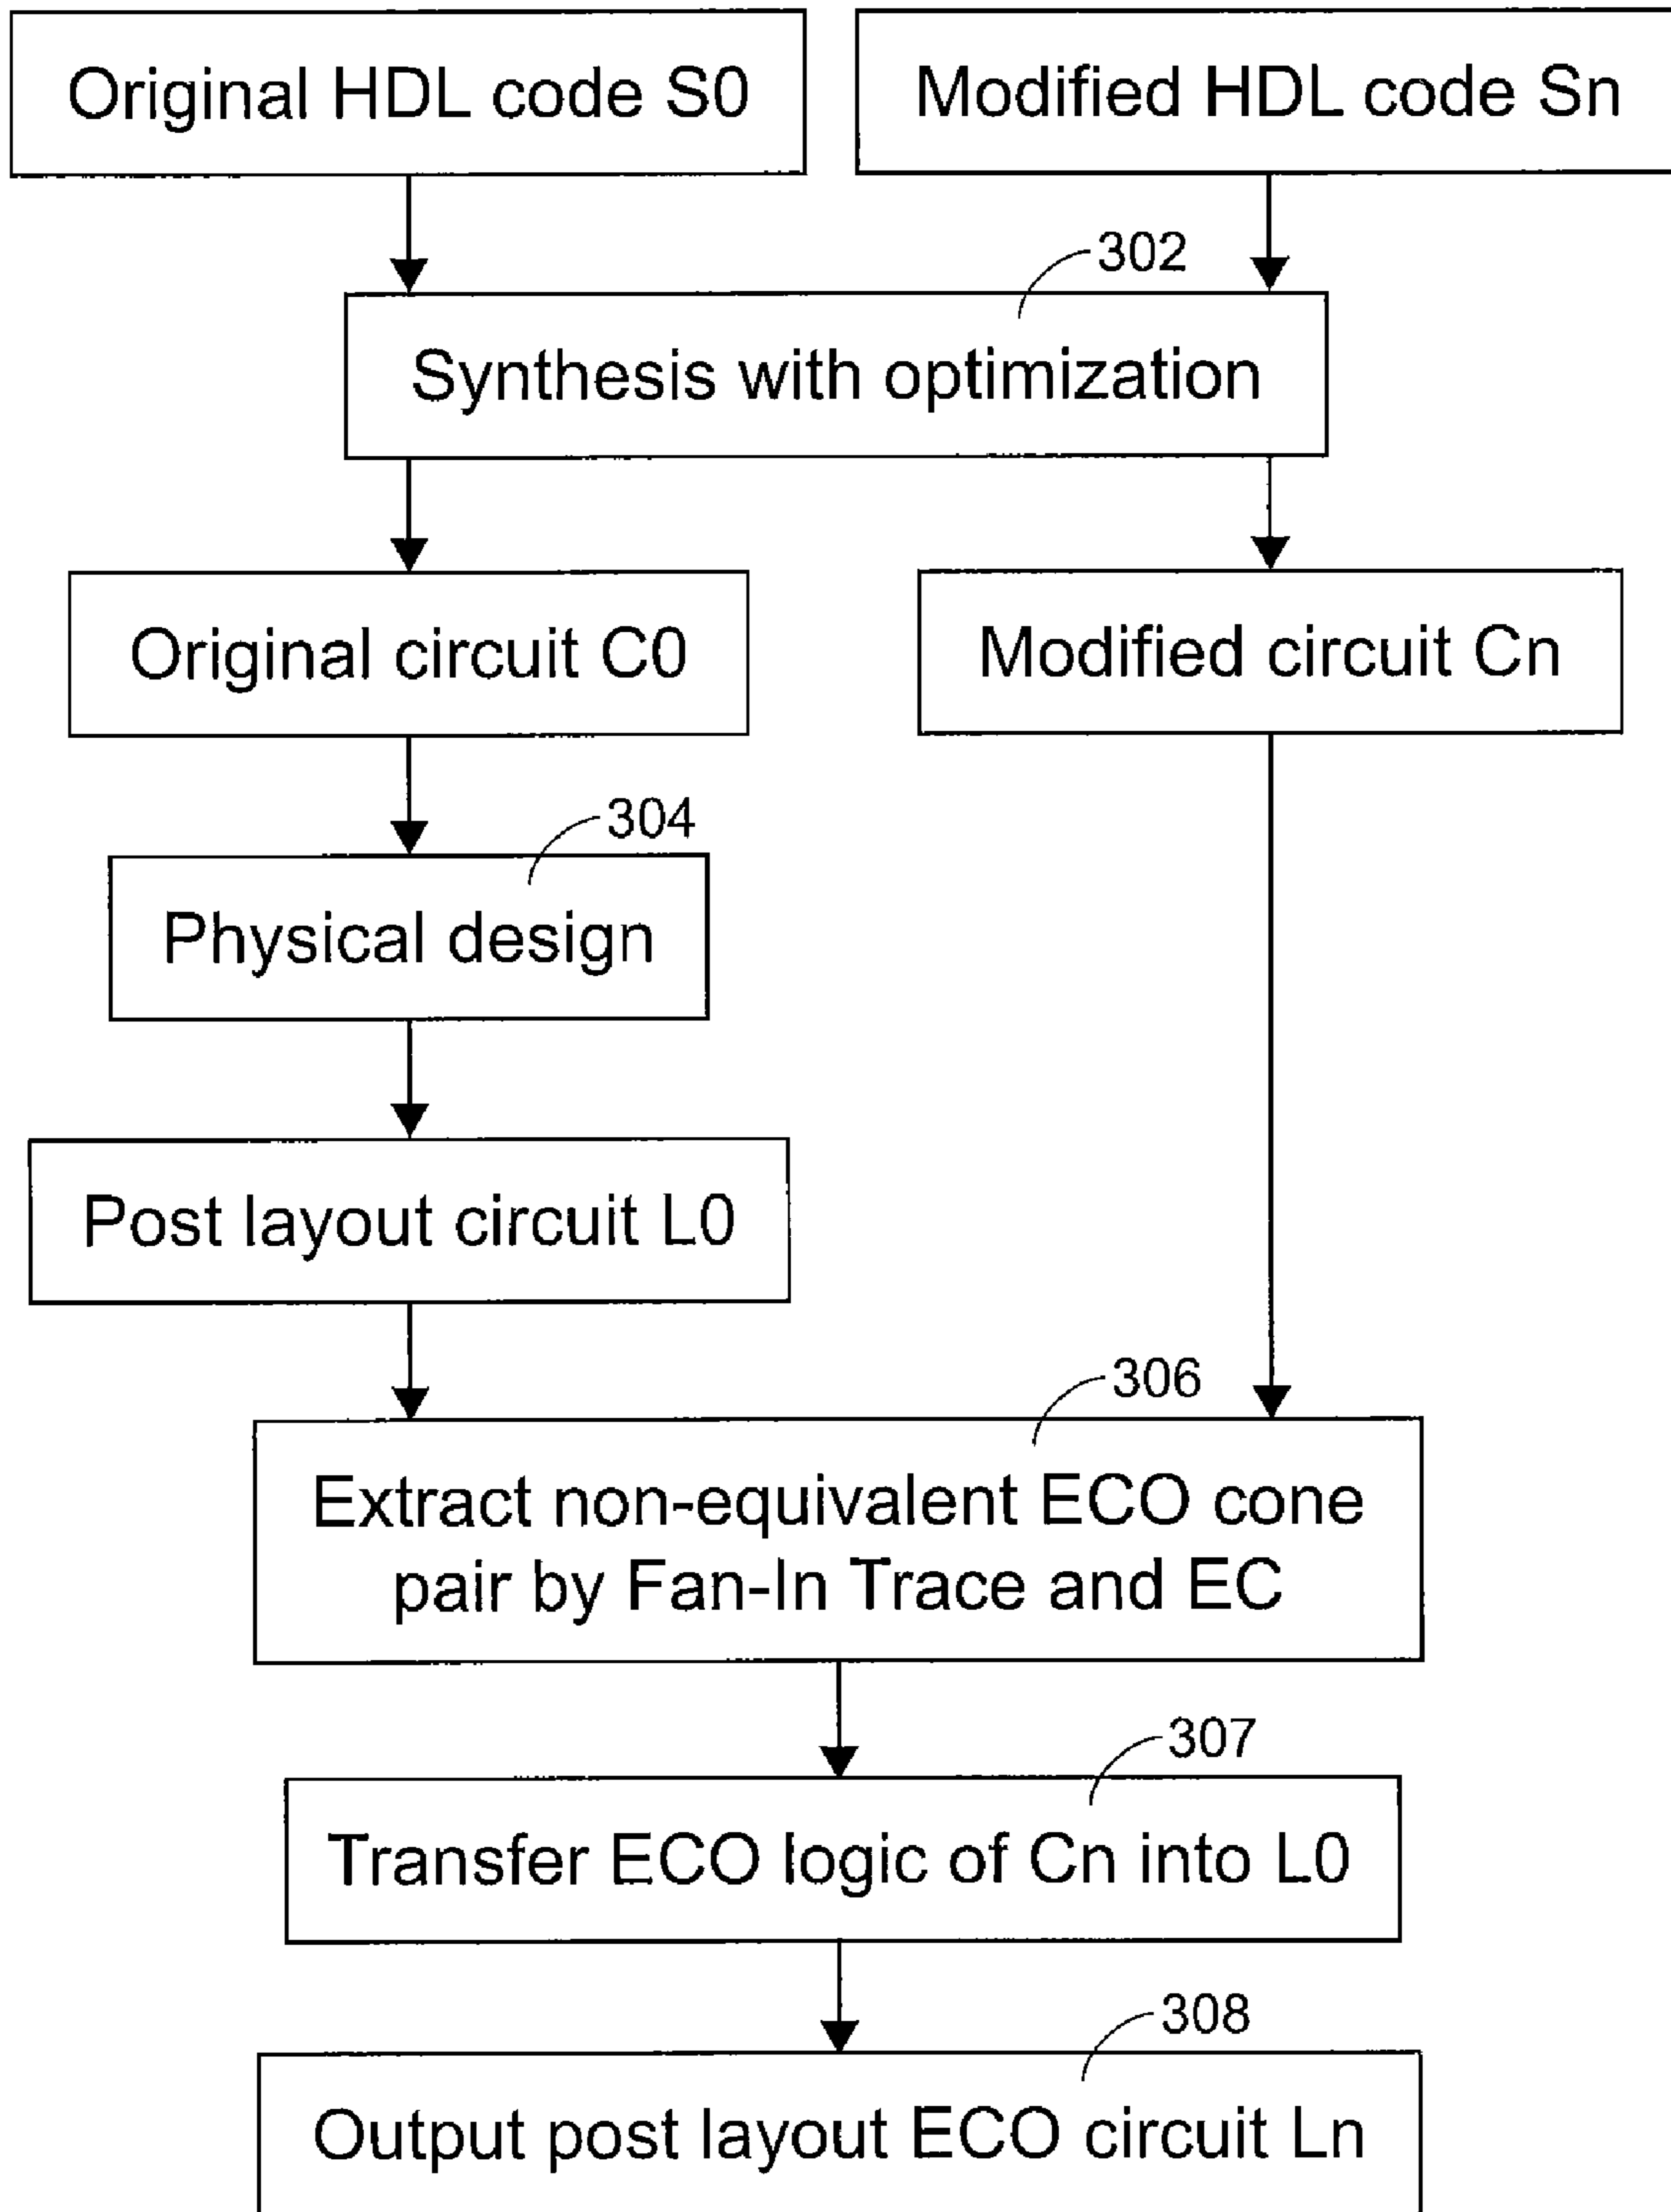 Original HDL code S0
Modified HDL code Sn
302
Synthesis with optimization
Original circuit C0
Modified circuit Cn
304
Physical design
Post layout circuit L0
306
Extract non-equivalent ECO cone
pair by Fan-In Trace and EC
307
Transfer ECO logic of Cn into L0
308
Output post layout ECO circuit Ln